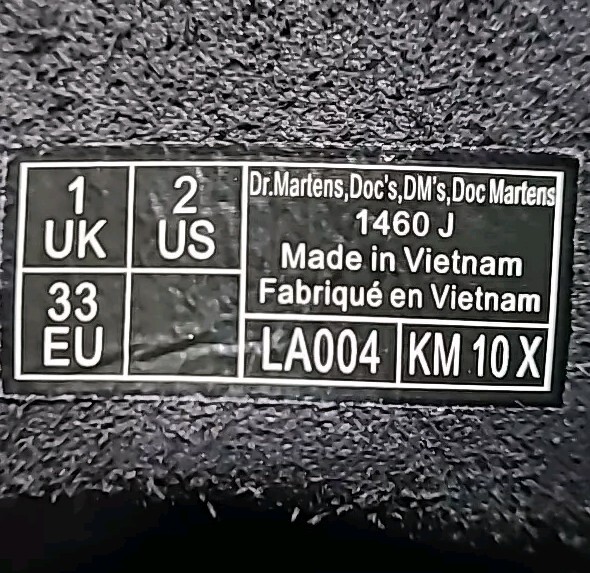 1
UK
2
US
33
EU
Dr.Martens,Doc's,DM's,Doc Martens
1460 J
Made in Vietnam
Fabriqué en Vietnam
LA004
KM 10 X